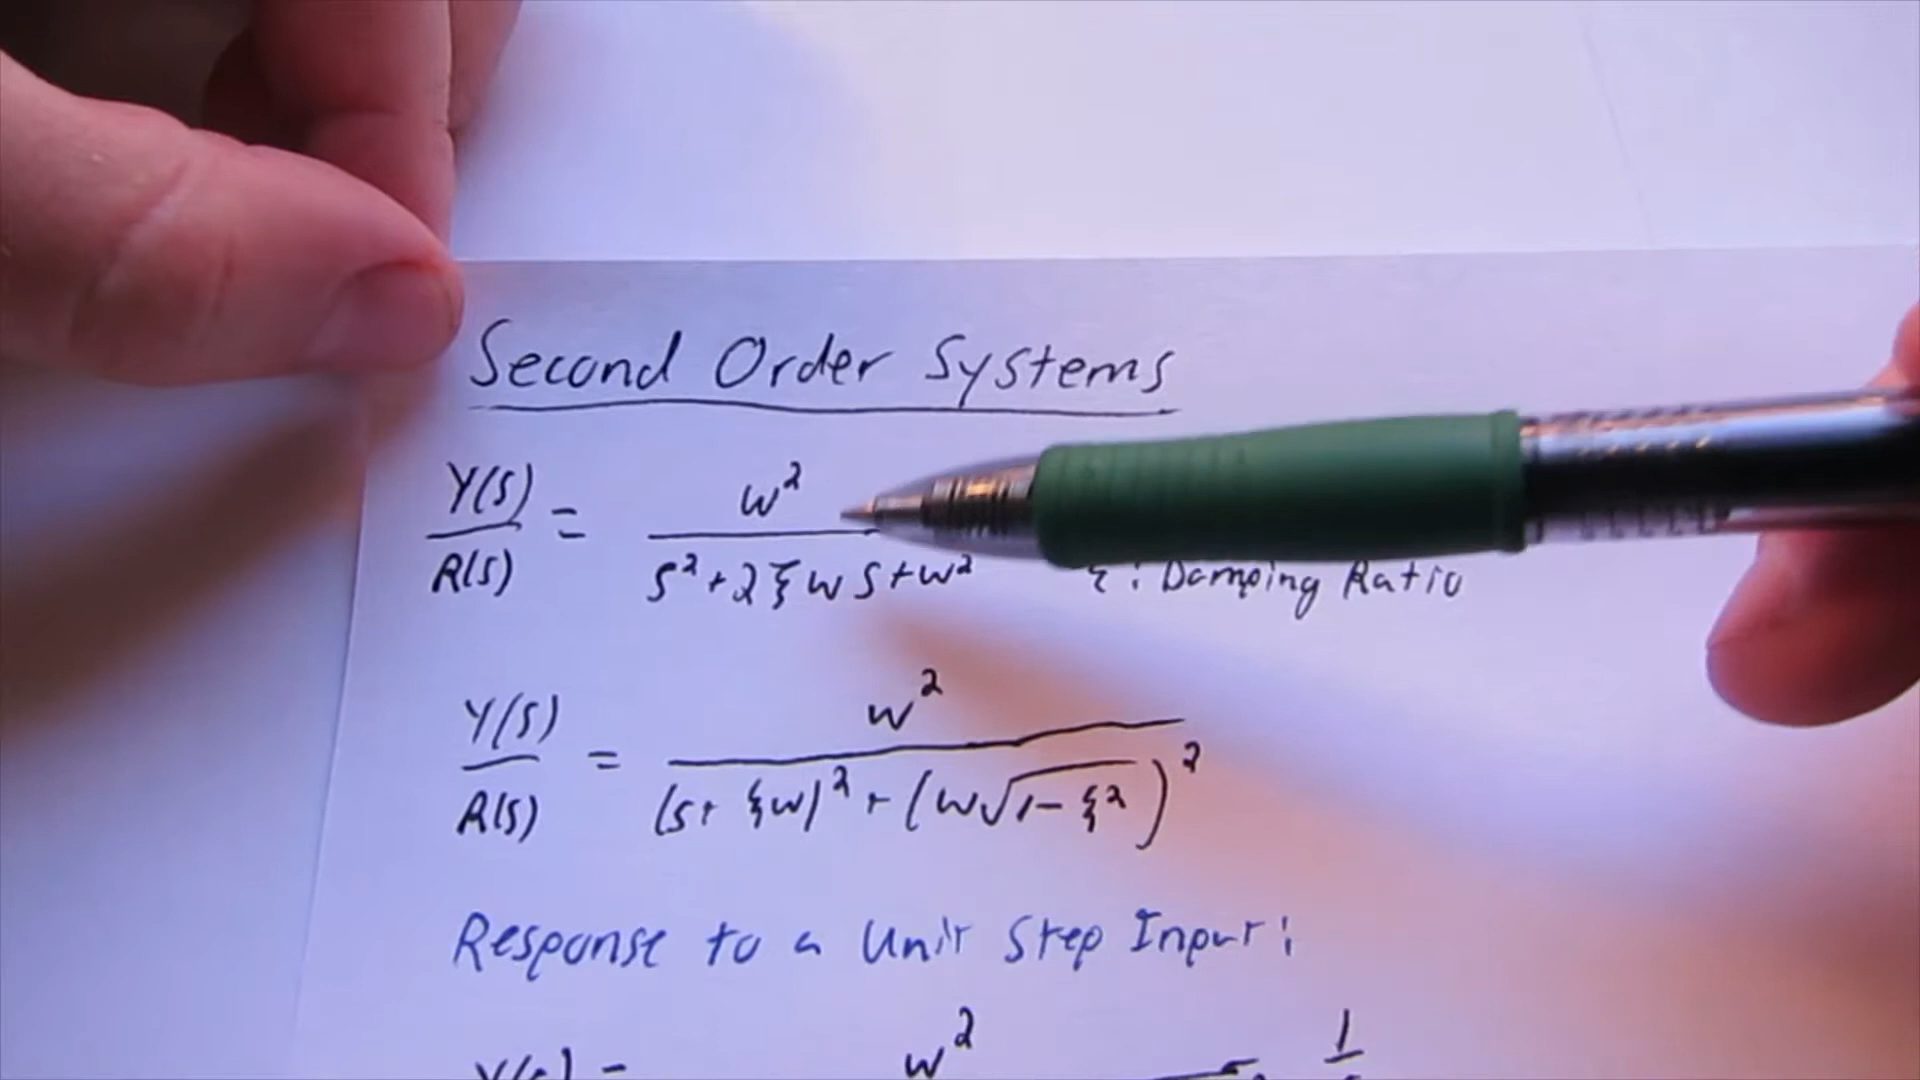 Second Order Systems
Y(s)/R(s) = w²/(s² + 2ξws + w²)
ξ : Damping Ratio
Y(s)/R(s) = w²/((s + ξw)² + (w√(1-ξ²))²)
Response to a Unit Step Input:
w² 1